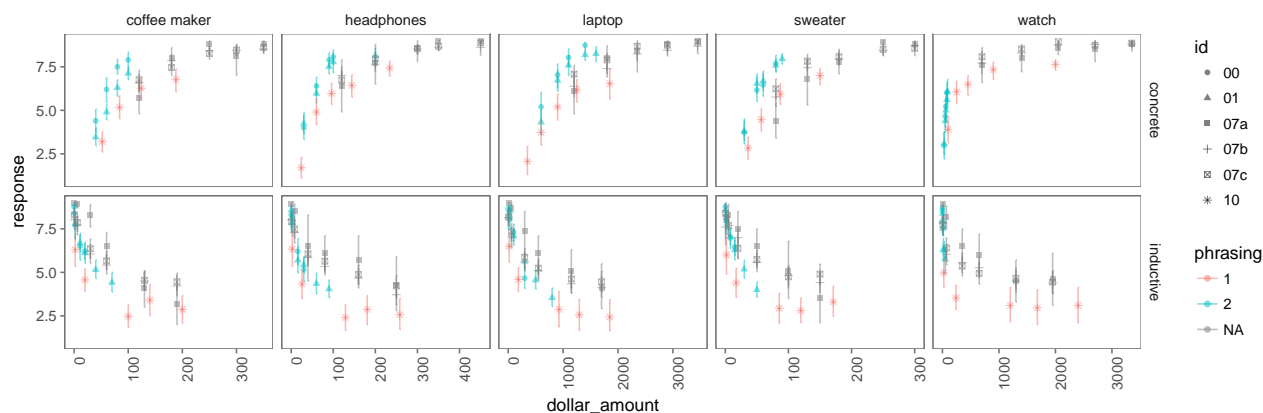 coffee maker headphones laptop sweater watch
7.5
5.0
2.5
concrete
7.5
5.0
2.5
inductive
response
0 100 200 300 0 100 200 300 400 0 1000 2000 3000 0 100 200 300 0 1000 2000 3000
dollar_amount
id
00
01
07a
07b
07c
10
phrasing
1
2
NA